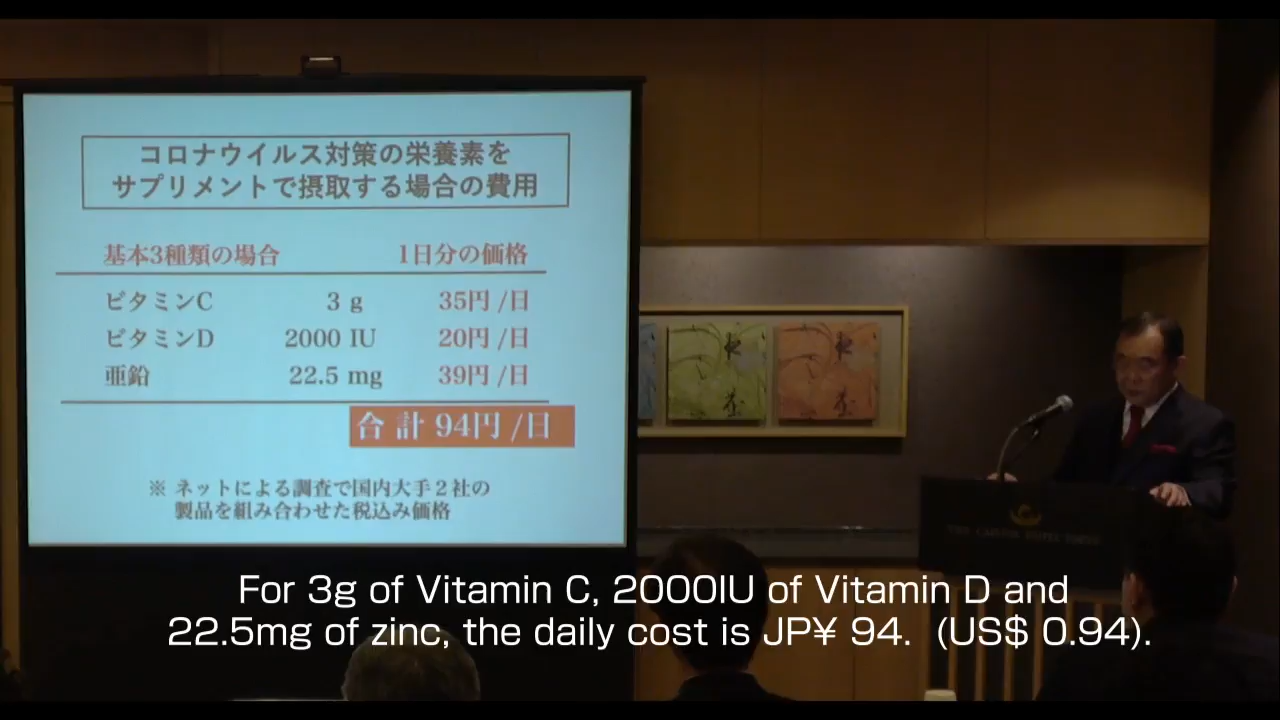 コロナウイルス対策の栄養素を
サプリメントで摂取する場合の費用
基本3種類の場合 1日分の価格
ビタミンC 3 g 35円 /日
ビタミンD 2000 IU 20円 /日
亜鉛 22.5 mg 39円 /日
合 計 94円 /日
※ ネットによる調査で国内大手２社の
製品を組み合わせた税込み価格
For 3g of Vitamin C, 2000IU of Vitamin D and
22.5mg of zinc, the daily cost is JP¥ 94. (US$ 0.94).